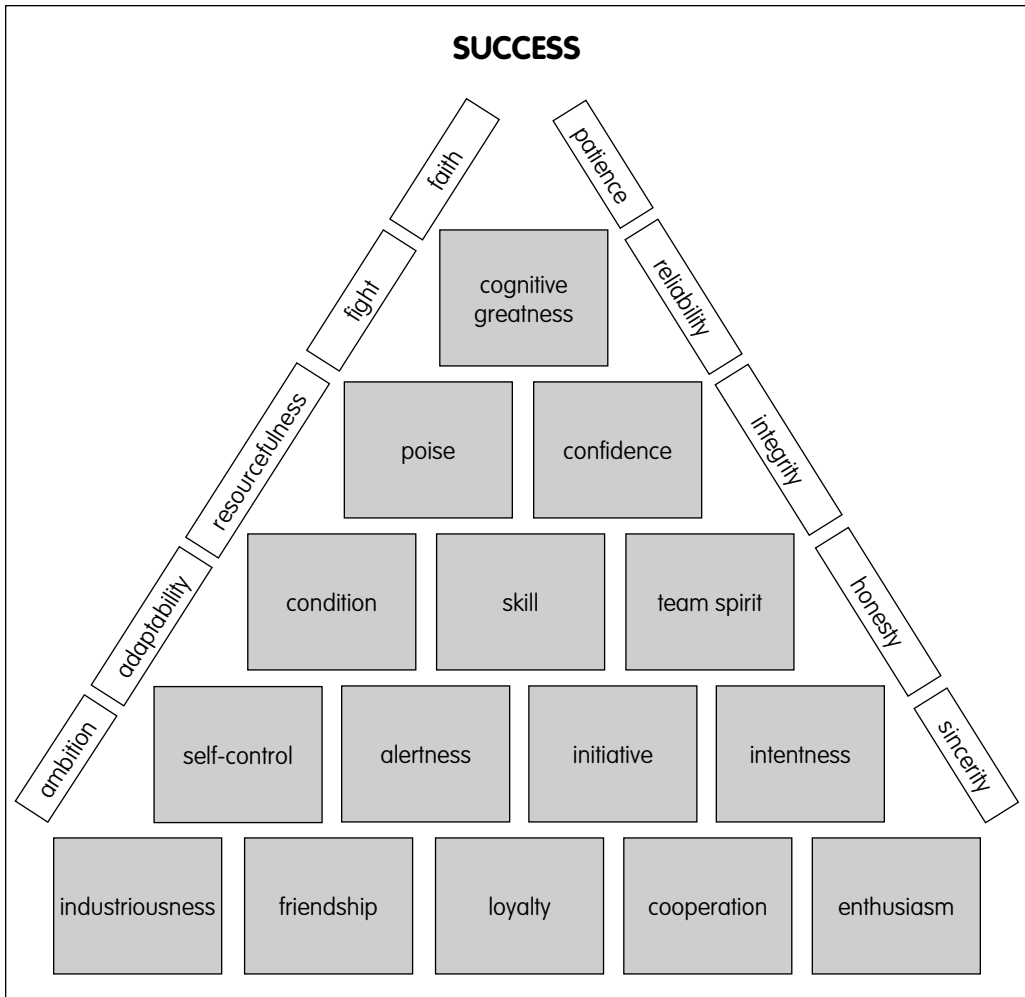 SUCCESS
faith
patience
fight
cognitive
greatness
reliability
resourcefulness
poise
confidence
integrity
adaptability
condition
skill
team spirit
honesty
ambition
self-control
alertness
initiative
intentness
sincerity
industriousness
friendship
loyalty
cooperation
enthusiasm